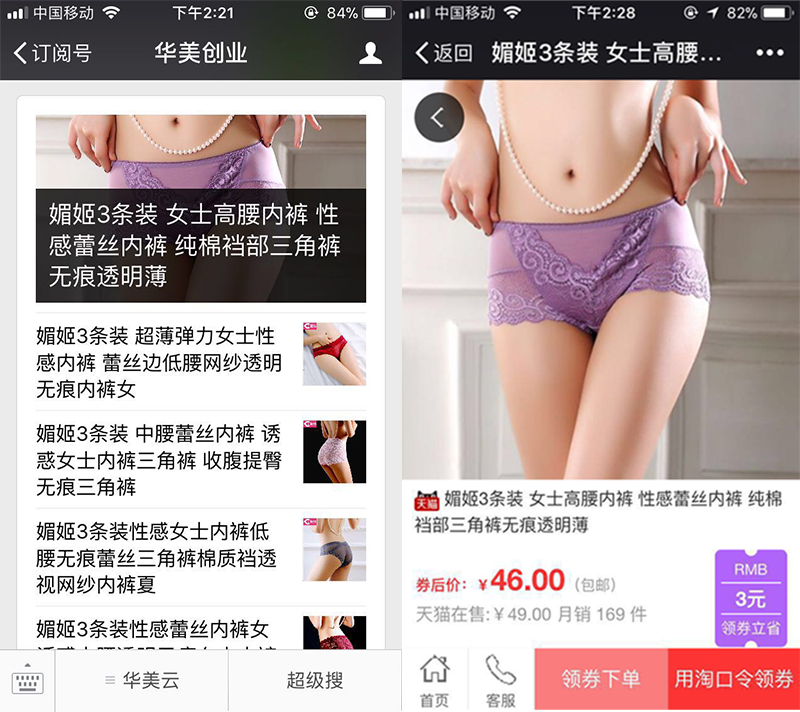 中国移动 下午2:21 84%
订阅号 华美创业
媚姬3条装 女士高腰内裤 性
感蕾丝内裤 纯棉裆部三角裤
无痕透明薄
媚姬3条装 超薄弹力女士性
感内裤 蕾丝边低腰网纱透明
无痕内裤女
媚姬3条装 中腰蕾丝内裤 诱
惑女士内裤三角裤 收腹提臀
无痕三角裤
媚姬3条装性感女士内裤低
腰无痕蕾丝三角裤棉质裆透
视网纱内裤夏
媚姬3条装性感蕾丝内裤女
华美云 超级搜
中国移动 下午2:28 82%
返回 媚姬3条装 女士高腰...
天猫 媚姬3条装 女士高腰内裤 性感蕾丝内裤 纯棉
裆部三角裤无痕透明薄
券后价: ¥46.00 (包邮)
天猫在售: ¥49.00 月销 169 件
RMB
3元
领券立省
首页 客服 领券下单 用淘口令领券